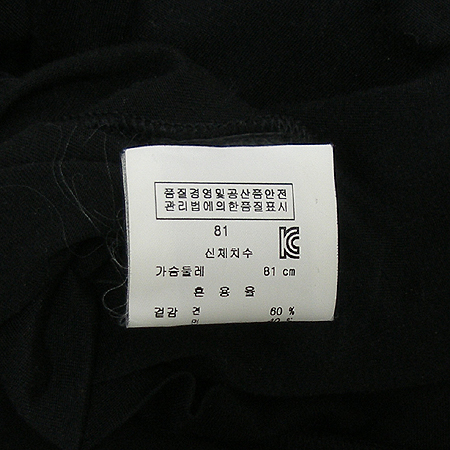 품질경영및공산품안전
관리법에의한품질표시
81
신체치수
가슴둘레 81 cm
혼용율
겉감 견 60 %